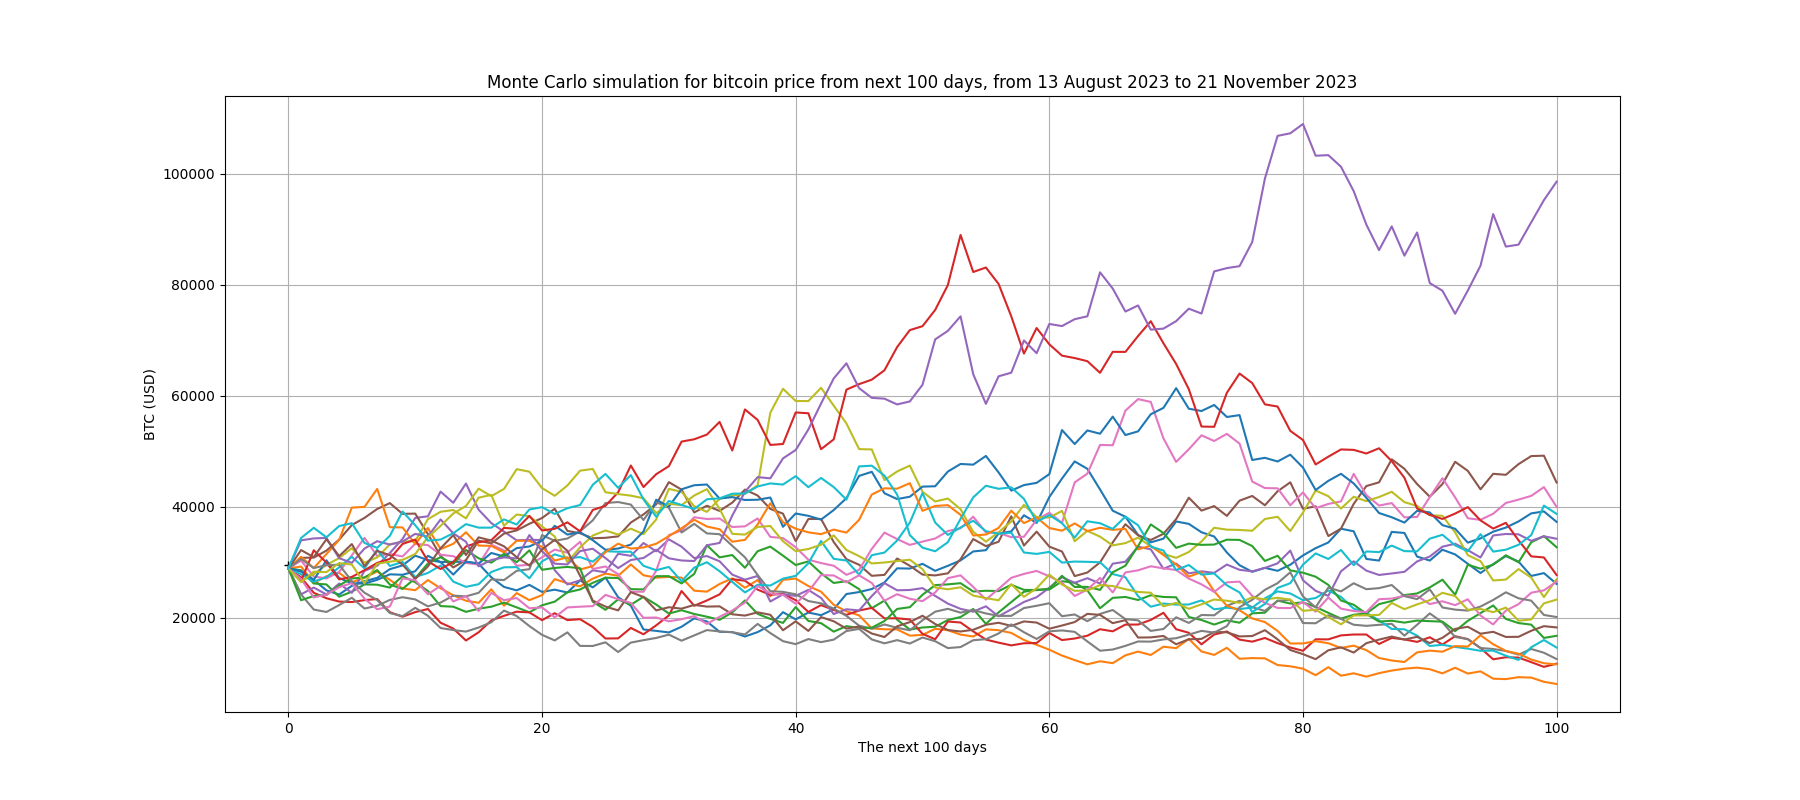 Monte Carlo simulation for bitcoin price from next 100 days, from 13 August 2023 to 21 November 2023
100000
80000
60000
40000
20000
BTC (USD)
0 20 40 60 80 100
The next 100 days